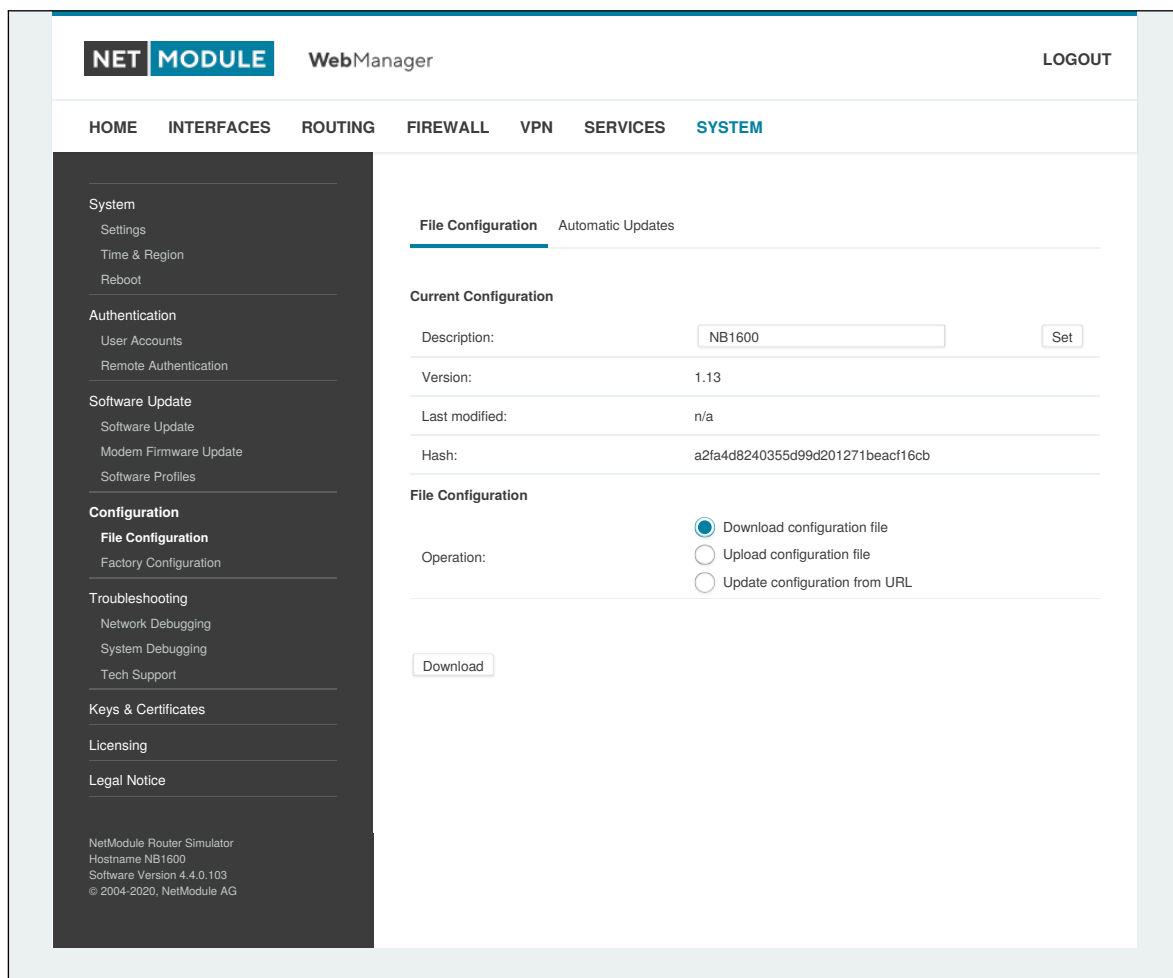 NET MODULE WebManager LOGOUT
HOME INTERFACES ROUTING FIREWALL VPN SERVICES SYSTEM
System
Settings
Time & Region
Reboot
Authentication
User Accounts
Remote Authentication
Software Update
Software Update
Modem Firmware Update
Software Profiles
Configuration
File Configuration
Factory Configuration
Troubleshooting
Network Debugging
System Debugging
Tech Support
Keys & Certificates
Licensing
Legal Notice
NetModule Router Simulator
Hostname NB1600
Software Version 4.4.0.103
© 2004-2020, NetModule AG
File Configuration Automatic Updates
Current Configuration
Description: NB1600 Set
Version: 1.13
Last modified: n/a
Hash: a2fa4d8240355d99d201271beacf16cb
File Configuration
Operation:
Download configuration file
Upload configuration file
Update configuration from URL
Download